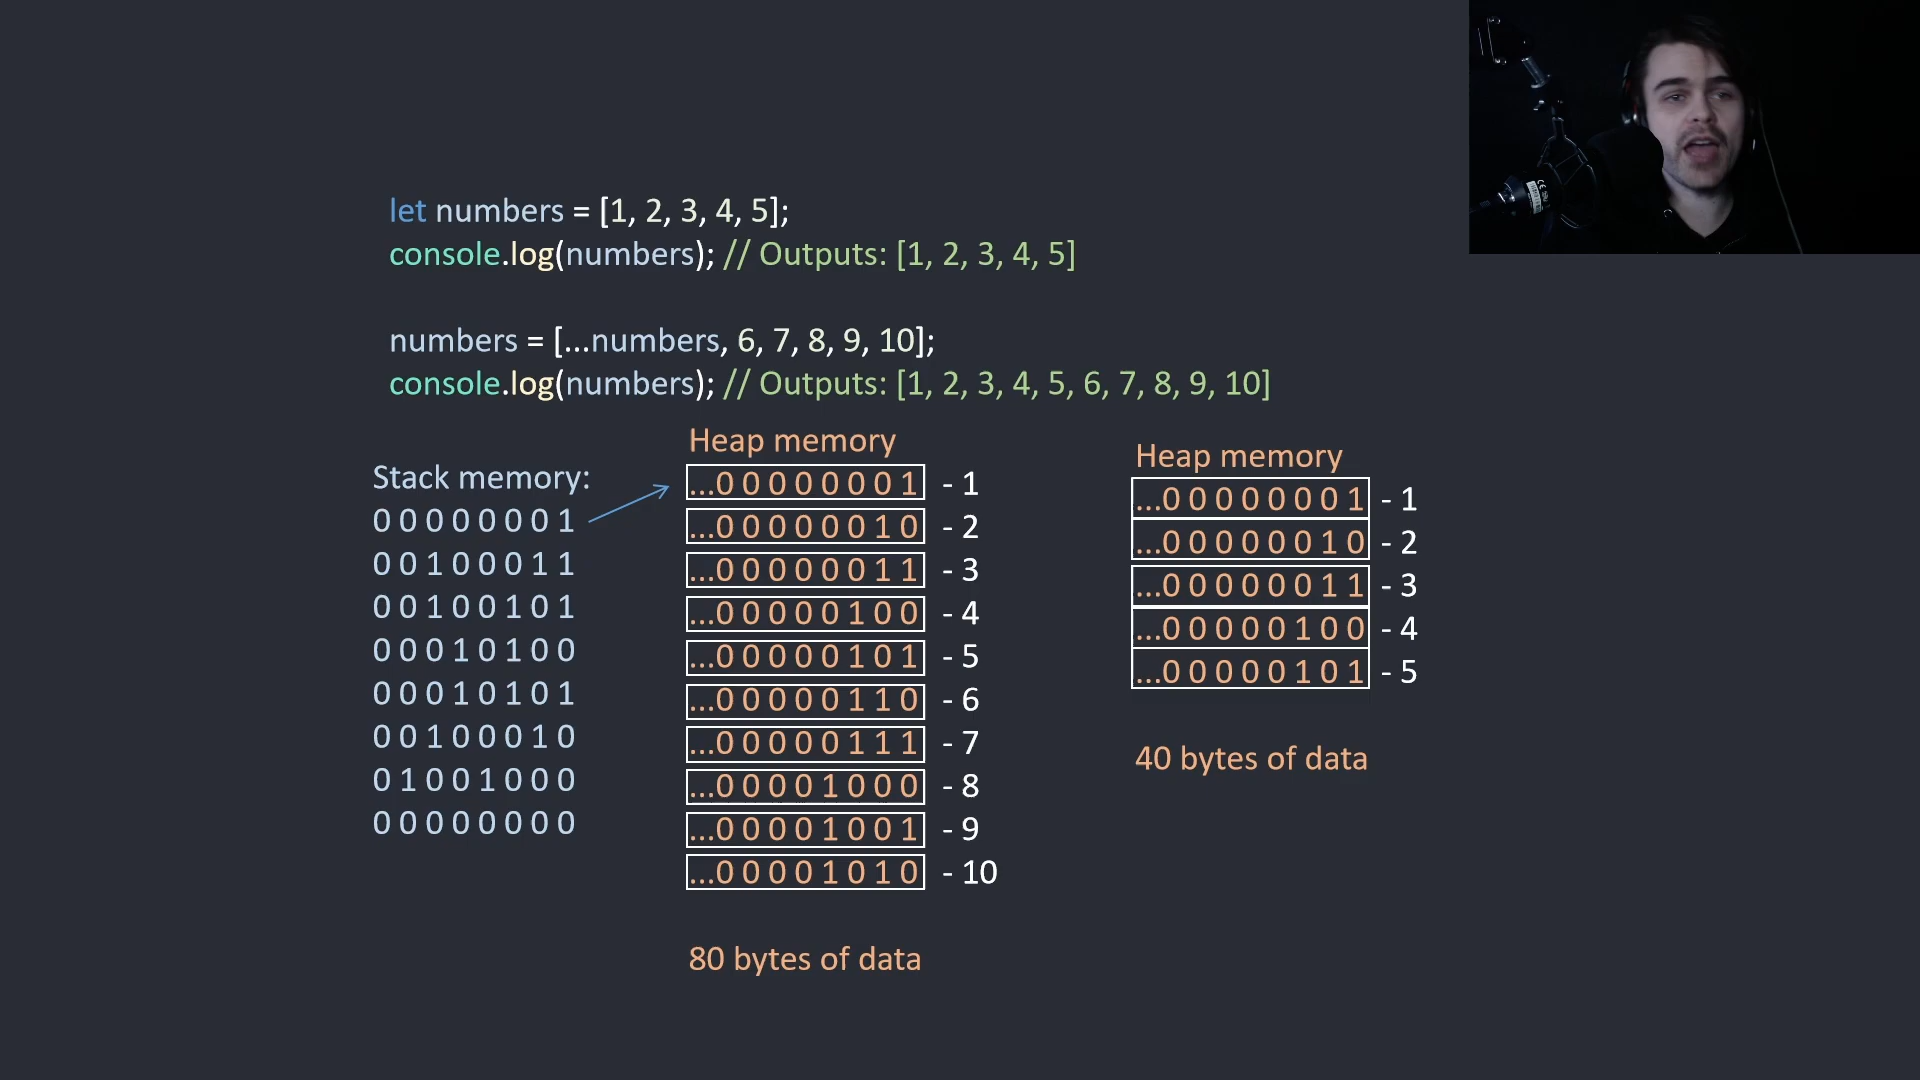 let numbers = [1, 2, 3, 4, 5];
console.log(numbers); // Outputs: [1, 2, 3, 4, 5]
numbers = [...numbers, 6, 7, 8, 9, 10];
console.log(numbers); // Outputs: [1, 2, 3, 4, 5, 6, 7, 8, 9, 10]
Stack memory:
0 0 0 0 0 0 0 1
0 0 1 0 0 0 1 1
0 0 1 0 0 1 0 1
0 0 0 1 0 1 0 0
0 0 0 1 0 1 0 1
0 0 1 0 0 0 1 0
0 1 0 0 1 0 0 0
0 0 0 0 0 0 0 0
Heap memory
...0 0 0 0 0 0 0 1 - 1
...0 0 0 0 0 0 1 0 - 2
...0 0 0 0 0 0 1 1 - 3
...0 0 0 0 0 1 0 0 - 4
...0 0 0 0 0 1 0 1 - 5
...0 0 0 0 0 1 1 0 - 6
...0 0 0 0 0 1 1 1 - 7
...0 0 0 0 1 0 0 0 - 8
...0 0 0 0 1 0 0 1 - 9
...0 0 0 0 1 0 1 0 - 10
80 bytes of data
Heap memory
...0 0 0 0 0 0 0 1 - 1
...0 0 0 0 0 0 1 0 - 2
...0 0 0 0 0 0 1 1 - 3
...0 0 0 0 0 1 0 0 - 4
...0 0 0 0 0 1 0 1 - 5
40 bytes of data